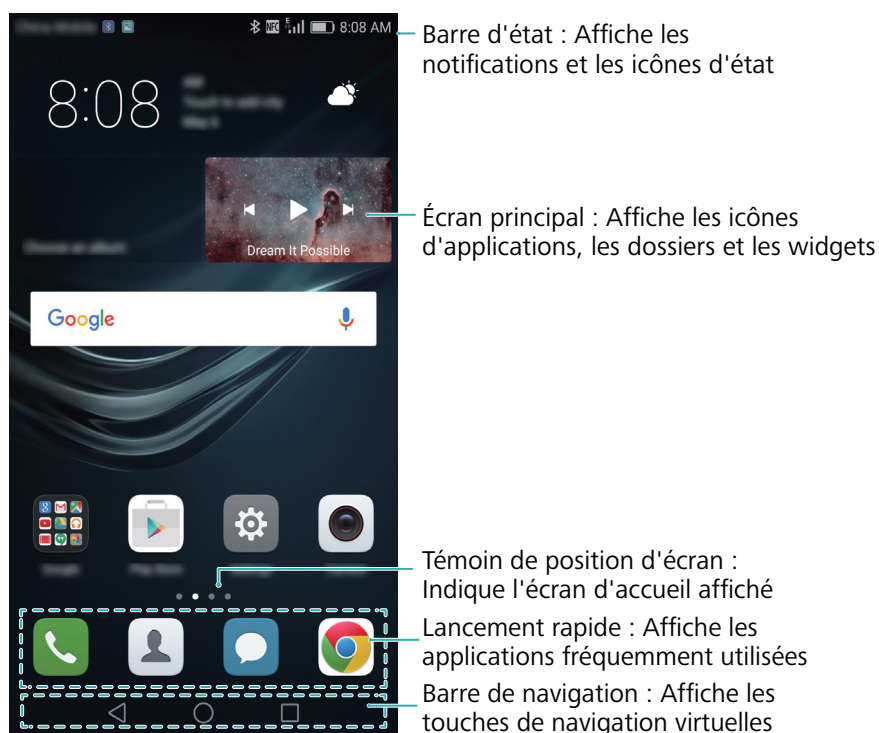 8:08 AM
Barre d'état : Affiche les
notifications et les icônes d'état
8:08
Écran principal : Affiche les icônes
d'applications, les dossiers et les widgets
Dream It Possible
Google
Témoin de position d'écran :
Indique l'écran d'accueil affiché
Lancement rapide : Affiche les
applications fréquemment utilisées
Barre de navigation : Affiche les
touches de navigation virtuelles